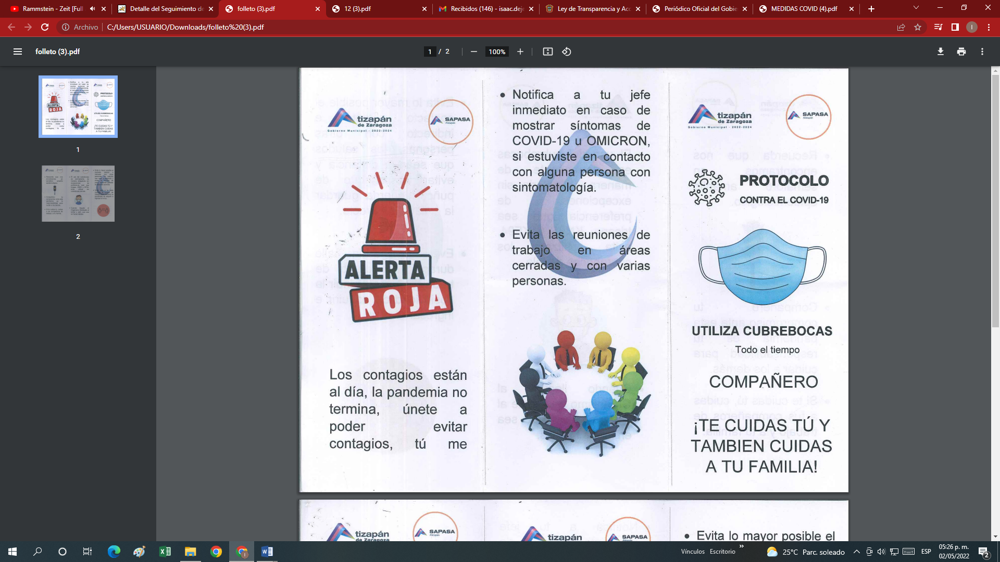 Rammstein - Zeit [Full
Detalle del Seguimiento de
folleto (3).pdf
12 (3).pdf
Recibidos (146) - isaac.deje
Ley de Transparencia y Acc
Periódico Oficial del Gobie
MEDIDAS COVID (4).pdf
Archivo
C:/Users/USUARIO/Downloads/folleto%20(3).pdf
I
folleto (3).pdf
1 / 2
100%
1
2
tizapán
de Zaragoza
Gobierno Municipal - 2022-2024
SAPASA
Atizapán
ALERTA
ROJA
Los contagios están
al día, la pandemia no
termina, únete a
poder evitar
contagios, tú me
• Notifica a tu jefe
inmediato en caso de
mostrar síntomas de
COVID-19 u OMICRON,
si estuviste en contacto
con alguna persona con
sintomatología.
• Evita las reuniones de
trabajo en áreas
cerradas y con varias
personas.
tizapán
de Zaragoza
Gobierno Municipal - 2022-2024
SAPASA
Atizapán
PROTOCOLO
CONTRA EL COVID-19
UTILIZA CUBREBOCAS
Todo el tiempo
COMPAÑERO
¡TE CUIDAS TÚ Y
TAMBIEN CUIDAS
A TU FAMILIA!
tizapán
de Zaragoza
SAPASA
Atizapán
tizapán
SAPASA
• Evita lo mayor posible el
Vínculos
Escritorio
25°C Parc. soleado
ESP
05:26 p. m.
02/05/2022
2